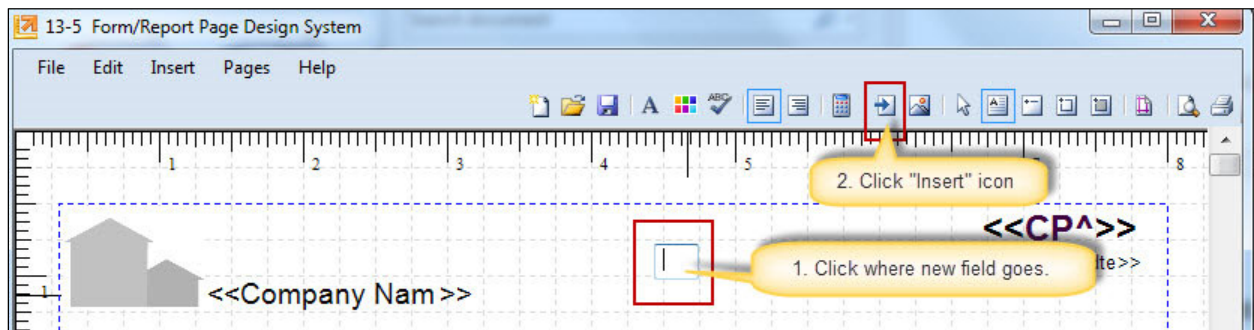 13-5 Form/Report Page Design System
File Edit Insert Pages Help
A ABC A
1 2 3 4 5 8
2. Click "Insert" icon
<<CP^>>
1. Click where new field goes.
1
<<Company Nam>>